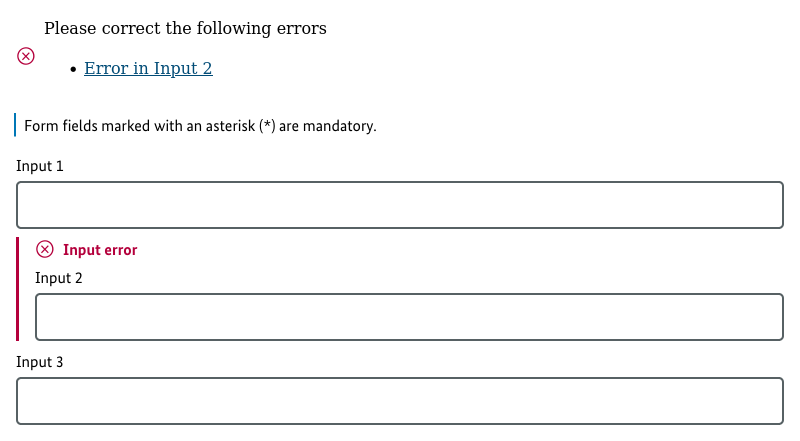 Please correct the following errors
Error in Input 2
Form fields marked with an asterisk (*) are mandatory.
Input 1
Input error
Input 2
Input 3